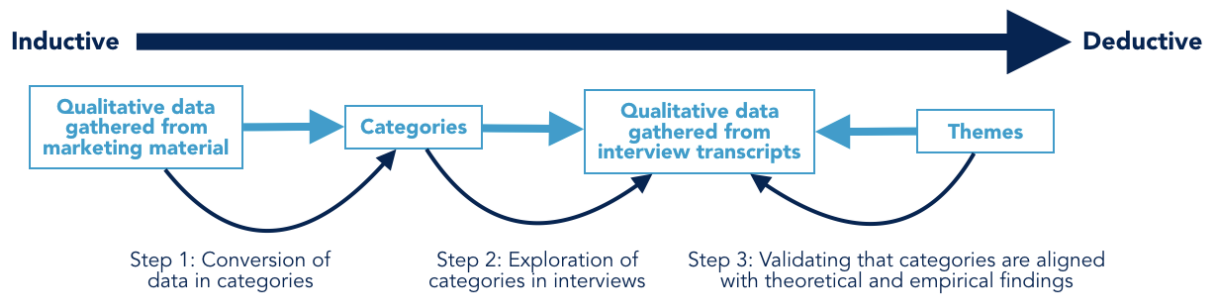 Inductive
Deductive
Qualitative data
gathered from
marketing material
Categories
Qualitative data
gathered from
interview transcripts
Themes
Step 1: Conversion of
data in categories
Step 2: Exploration of
categories in interviews
Step 3: Validating that categories are aligned
with theoretical and empirical findings